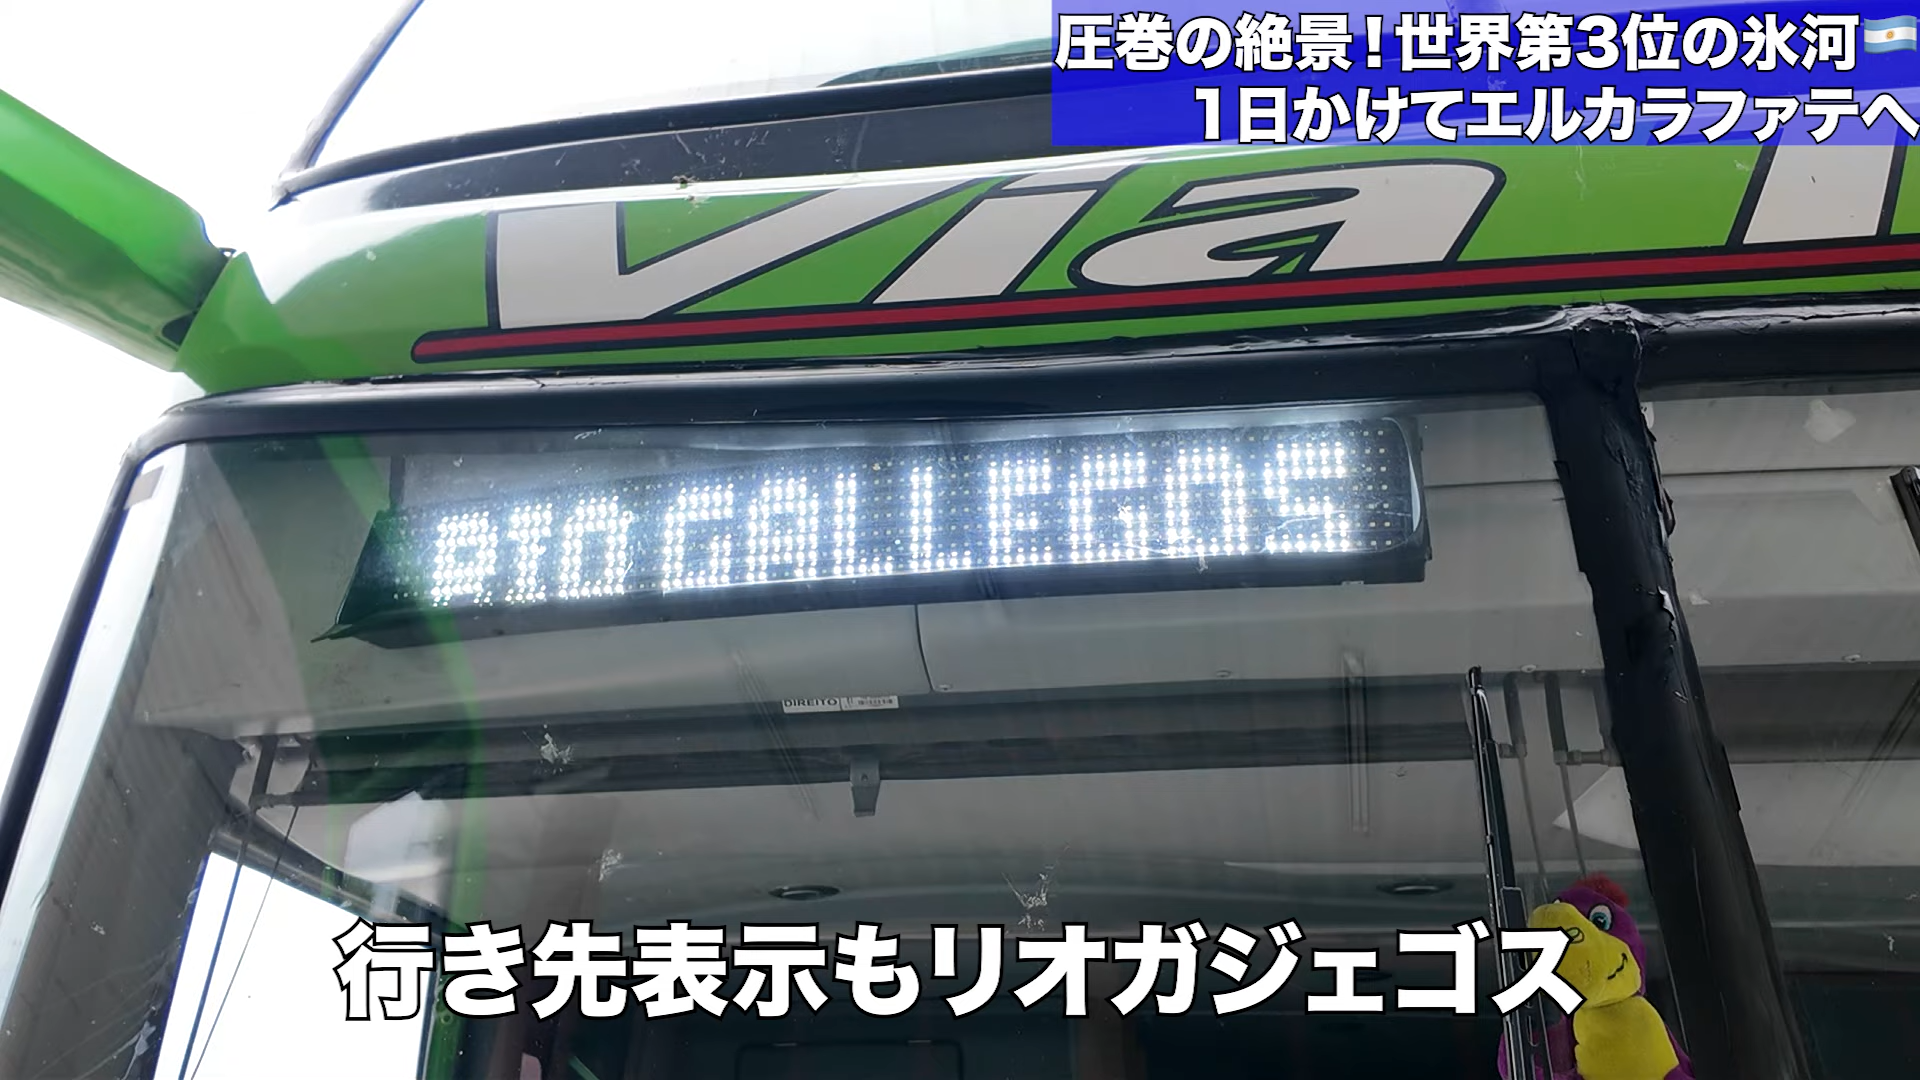 圧巻の絶景！世界第3位の氷河🇦🇷
1日かけてエルカラファテへ
Via
RIO GALLEGOS
DIREITO
行き先表示もリオガジェゴス